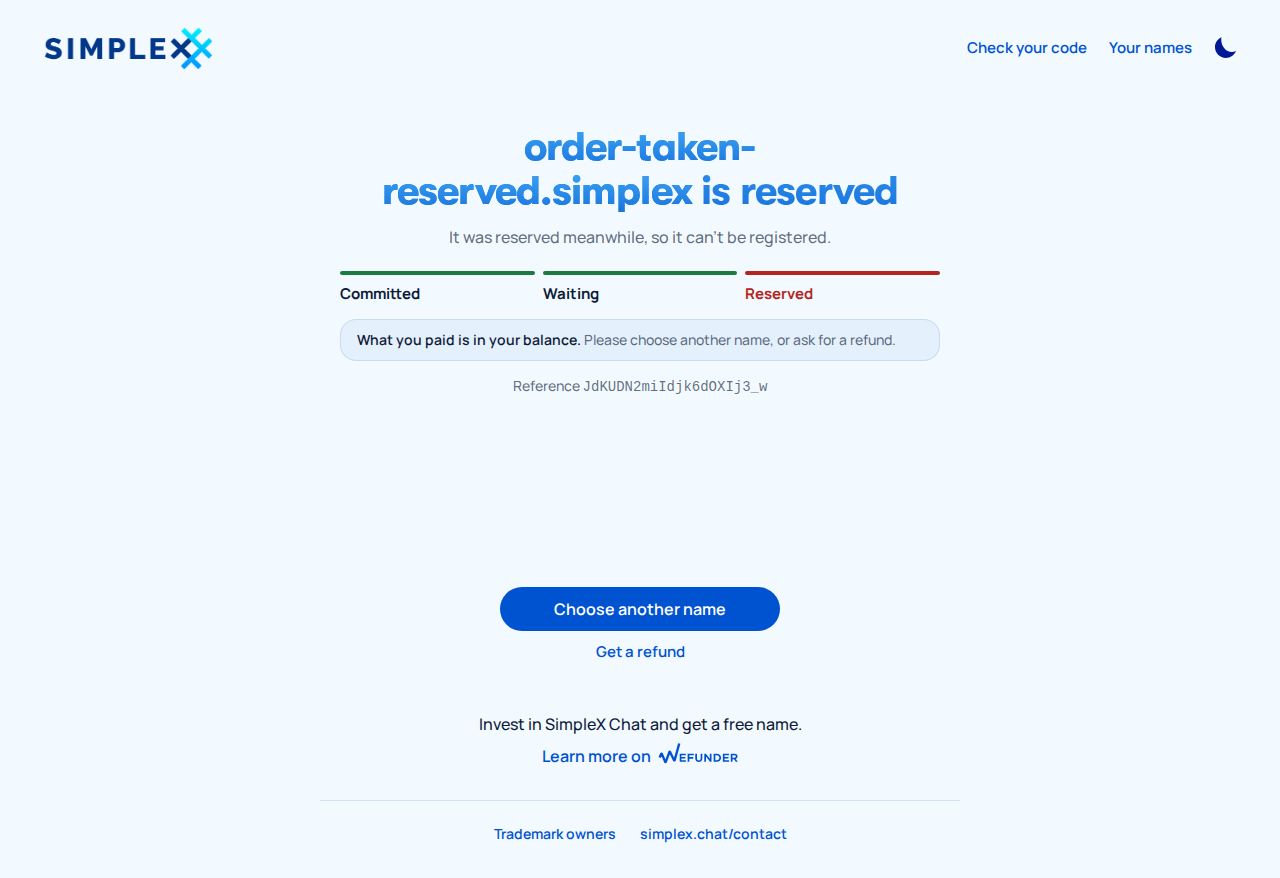 SIMPLEX
Check your code
Your names
order-taken-
reserved.simplex is reserved
It was reserved meanwhile, so it can't be registered.
Committed
Waiting
Reserved
What you paid is in your balance. Please choose another name, or ask for a refund.
Reference JdKUDN2miIdjk6dOXIj3_w
Choose another name
Get a refund
Invest in SimpleX Chat and get a free name.
Learn more on WEFUNDER
Trademark owners
simplex.chat/contact